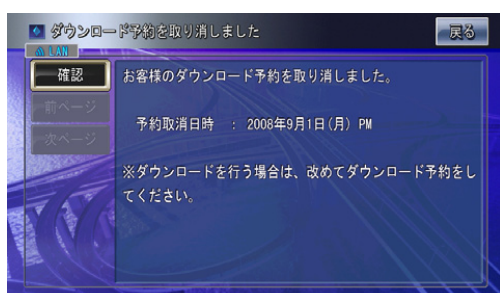 ダウンロード予約を取り消しました
戻る
LAN
確認
前ページ
次ページ
お客様のダウンロード予約を取り消しました。
予約取消日時 : 2008年9月1日(月) PM
※ダウンロードを行う場合は、改めてダウンロード予約をし
てください。